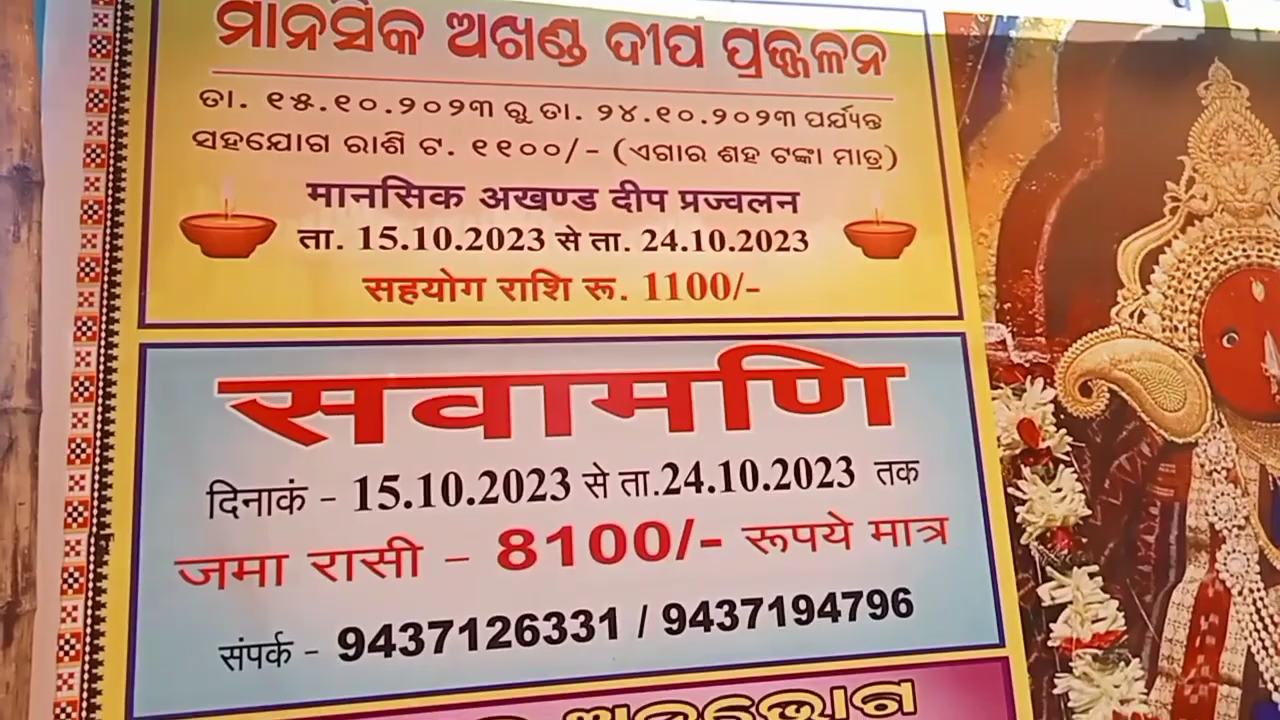 ମାନସିକ ଅଖଣ୍ଡ ଦୀପ ପ୍ରଜ୍ଜ୍ଵଳନ
ତା. ୧୫.୧୦.୨୦୨୩ ରୁ ତା. ୨୪.୧୦.୨୦୨୩ ପର୍ଯ୍ୟନ୍ତ
ସହଯୋଗ ରାଶି ଟ. ୧୧୦୦/- (ଏଗାର ଶହ ଟଙ୍କା ମାତ୍ର)
मानसिक अखण्ड दीप प्रज्वलन
ता. 15.10.2023 से ता. 24.10.2023
सहयोग राशि रू. 1100/-
सवामणि
दिनाकं - 15.10.2023 से ता.24.10.2023 तक
जमा रासी - 8100/- रूपये मात्र
संपर्क - 9437126331 / 9437194796